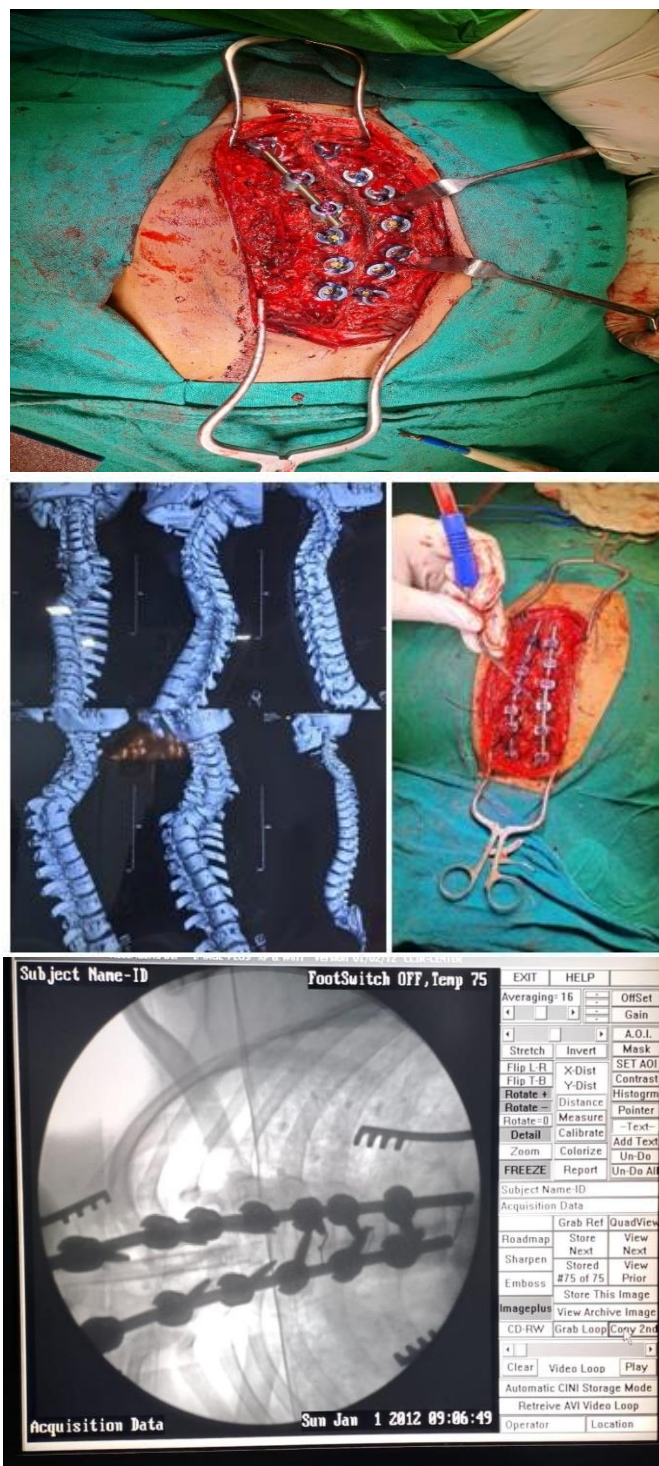 Subject Name-ID
FootSwitch OFF,Temp 75
Acquisition Data
Sun Jan 1 2012 09:06:49
EXIT HELP
Averaging= 16 OffSet
Gain
A.O.I.
Stretch Invert Mask
Flip L-R X-Dist SET AOI
Flip T-B Y-Dist Contrast
Rotate + Distance Histogrm
Rotate - Measure Pointer
Rotate=0 Calibrate -Text-
Detail Add Text
Zoom Colorize Un-Do
FREEZE Report Un-Do All
Subject Name-ID
Acquisition Data
Grab Ref QuadView
Roadmap Store Next View Next
Sharpen Stored #75 of 75 View Prior
Emboss Store This Image
Imageplus View Archive Image
CD-RW Grab Loop Copy 2nd
Clear Video Loop Play
Automatic CINI Storage Mode
Retreive AVI Video Loop
Operator Location